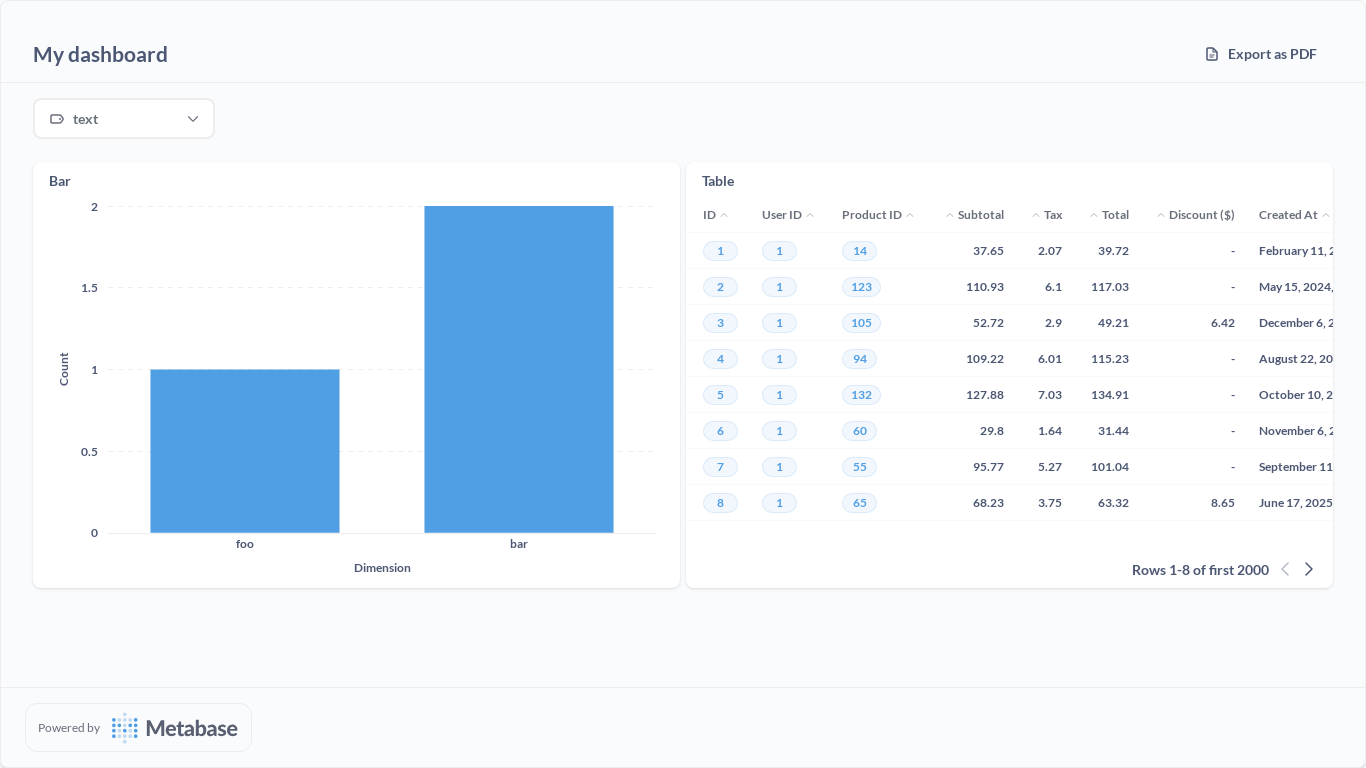 My dashboard
Export as PDF
text
Bar
2
1.5
1
0.5
0
Count
foo bar
Dimension
Table
ID User ID Product ID Subtotal Tax Total Discount ($) Created At
1 1 14 37.65 2.07 39.72 - February 11, 2
2 1 123 110.93 6.1 117.03 - May 15, 2024,
3 1 105 52.72 2.9 49.21 6.42 December 6, 2
4 1 94 109.22 6.01 115.23 - August 22, 20
5 1 132 127.88 7.03 134.91 - October 10, 2
6 1 60 29.8 1.64 31.44 - November 6, 2
7 1 55 95.77 5.27 101.04 - September 11
8 1 65 68.23 3.75 63.32 8.65 June 17, 2025
Rows 1-8 of first 2000
Powered by Metabase